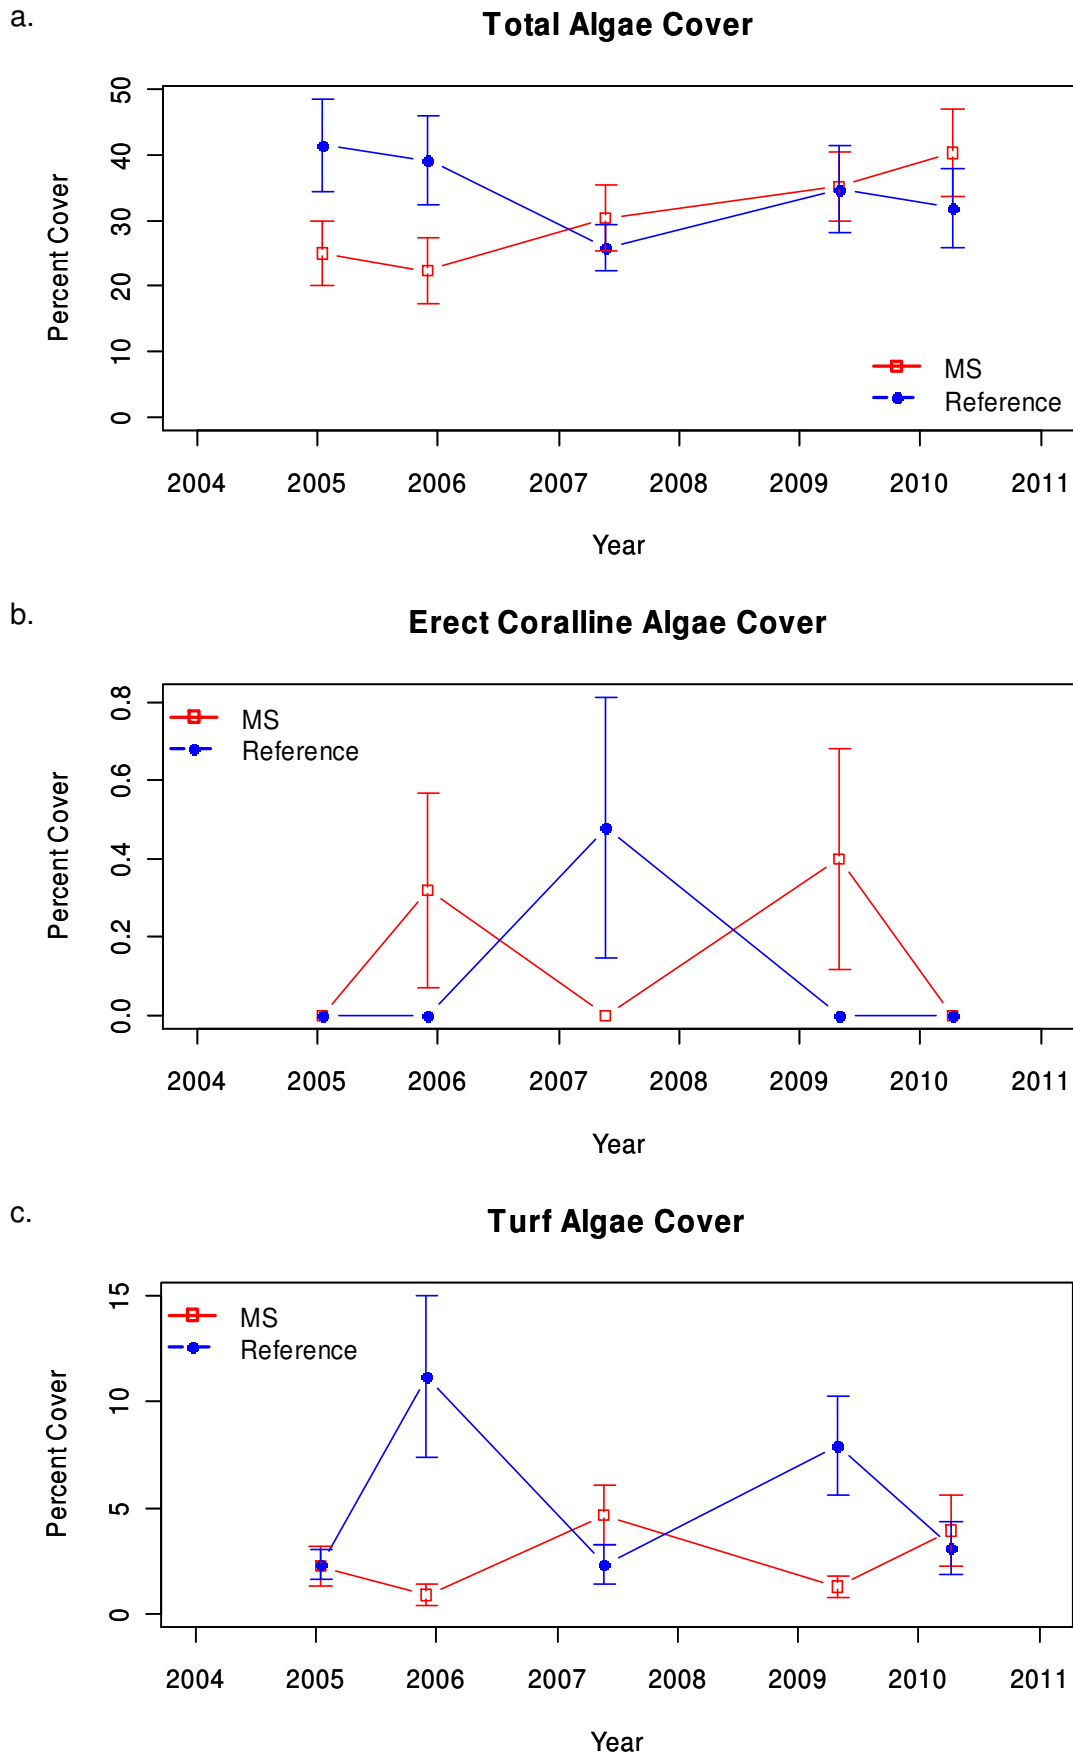 a.
Total Algae Cover
Percent Cover
50
40
30
20
10
0
MS
Reference
2004 2005 2006 2007 2008 2009 2010 2011
Year
b.
Erect Coralline Algae Cover
Percent Cover
0.8
0.6
0.4
0.2
0.0
MS
Reference
2004 2005 2006 2007 2008 2009 2010 2011
Year
c.
Turf Algae Cover
Percent Cover
15
10
5
0
MS
Reference
2004 2005 2006 2007 2008 2009 2010 2011
Year